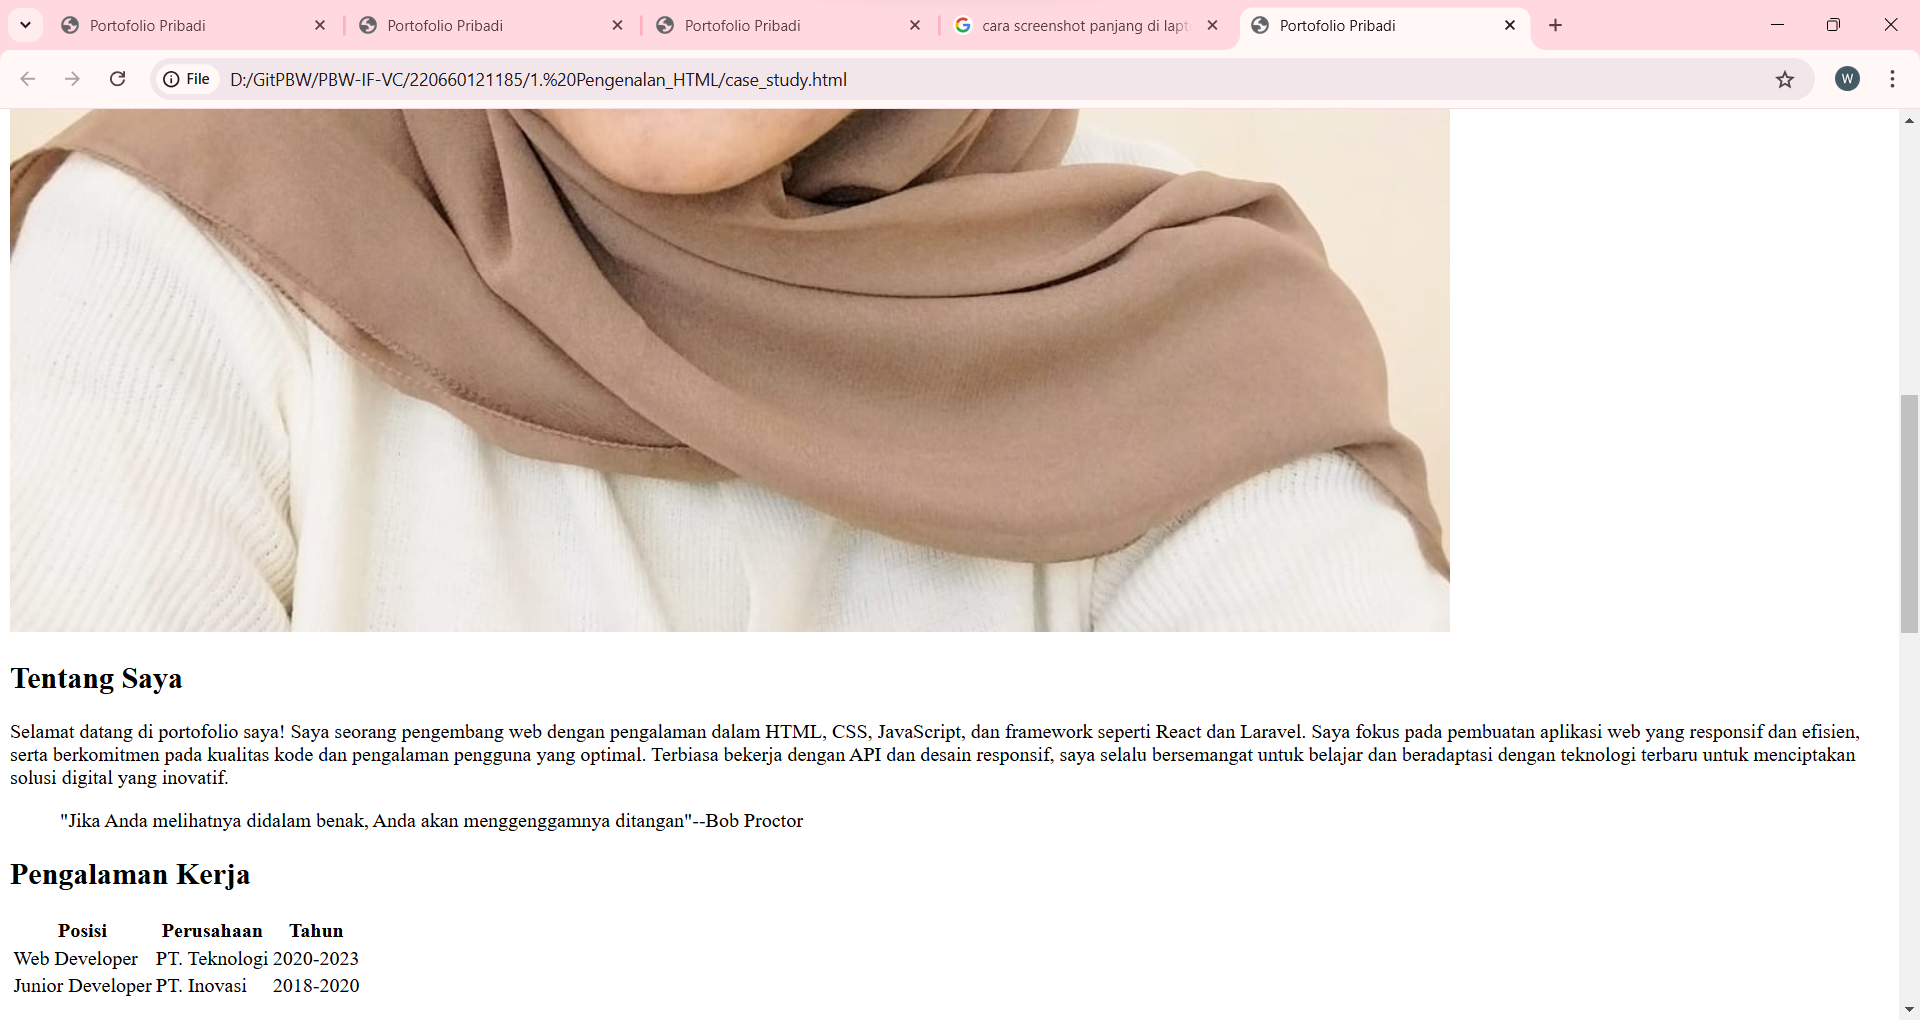 Portofolio Pribadi
Portofolio Pribadi
Portofolio Pribadi
cara screenshot panjang di lapt
Portofolio Pribadi
File
D:/GitPBW/PBW-IF-VC/220660121185/1.%20Pengenalan_HTML/case_study.html
W
Tentang Saya
Selamat datang di portofolio saya! Saya seorang pengembang web dengan pengalaman dalam HTML, CSS, JavaScript, dan framework seperti React dan Laravel. Saya fokus pada pembuatan aplikasi web yang responsif dan efisien,
serta berkomitmen pada kualitas kode dan pengalaman pengguna yang optimal. Terbiasa bekerja dengan API dan desain responsif, saya selalu bersemangat untuk belajar dan beradaptasi dengan teknologi terbaru untuk menciptakan
solusi digital yang inovatif.
"Jika Anda melihatnya didalam benak, Anda akan menggenggamnya ditangan"--Bob Proctor
Pengalaman Kerja
Posisi Perusahaan Tahun
Web Developer PT. Teknologi 2020-2023
Junior Developer PT. Inovasi 2018-2020